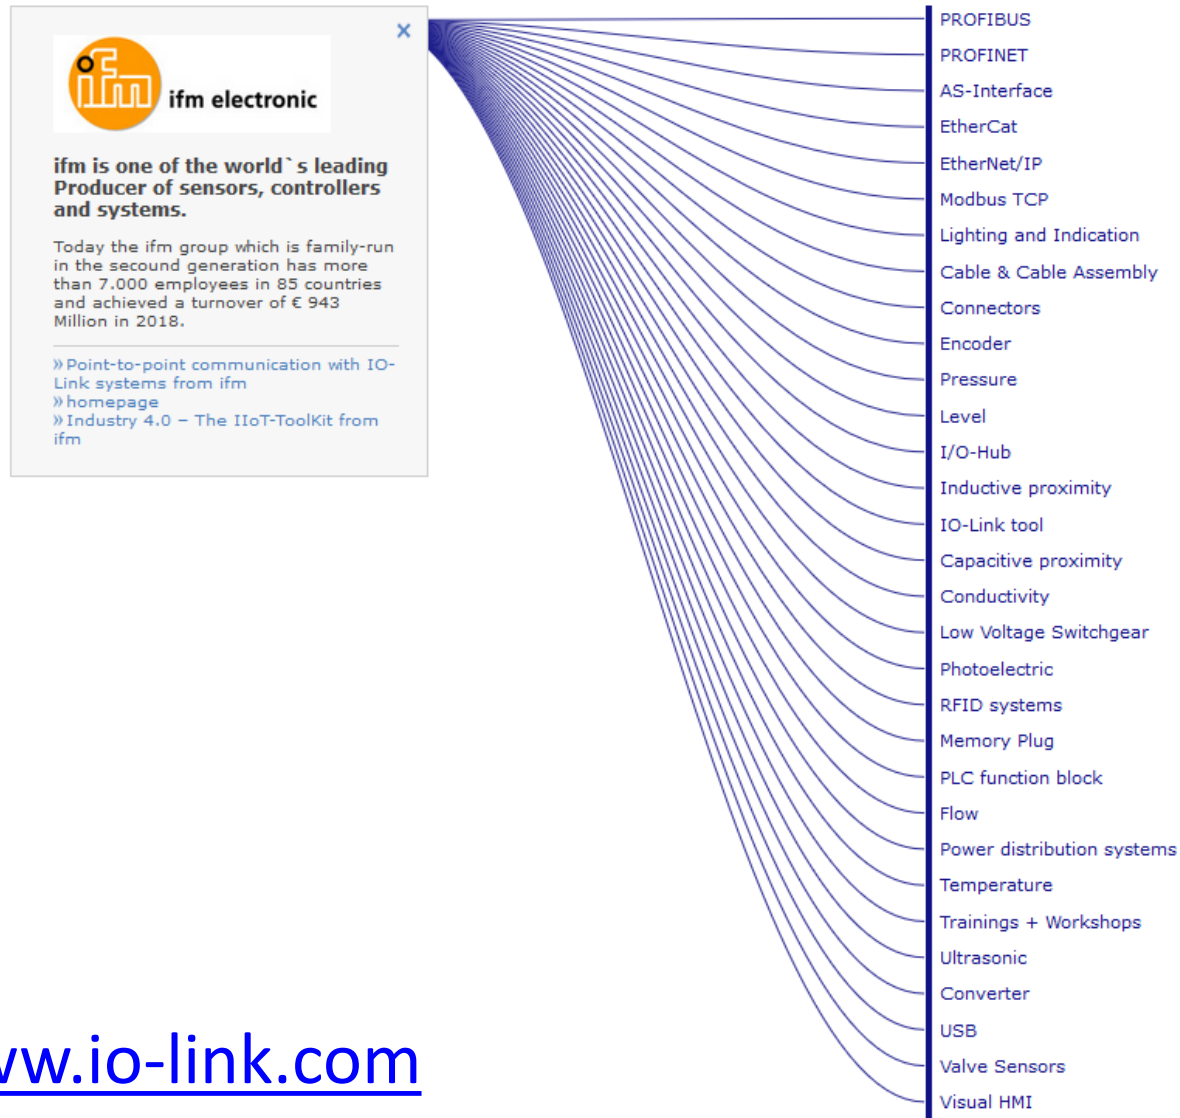 ifm
ifm electronic
ifm is one of the world`s leading
Producer of sensors, controllers
and systems.
Today the ifm group which is family-run
in the secound generation has more
than 7.000 employees in 85 countries
and achieved a turnover of € 943
Million in 2018.
»Point-to-point communication with IO-
Link systems from ifm
»homepage
»Industry 4.0 – The IIoT-ToolKit from
ifm
PROFIBUS
PROFINET
AS-Interface
EtherCat
EtherNet/IP
Modbus TCP
Lighting and Indication
Cable & Cable Assembly
Connectors
Encoder
Pressure
Level
I/O-Hub
Inductive proximity
IO-Link tool
Capacitive proximity
Conductivity
Low Voltage Switchgear
Photoelectric
RFID systems
Memory Plug
PLC function block
Flow
Power distribution systems
Temperature
Trainings + Workshops
Ultrasonic
Converter
USB
Valve Sensors
Visual HMI
ww.io-link.com